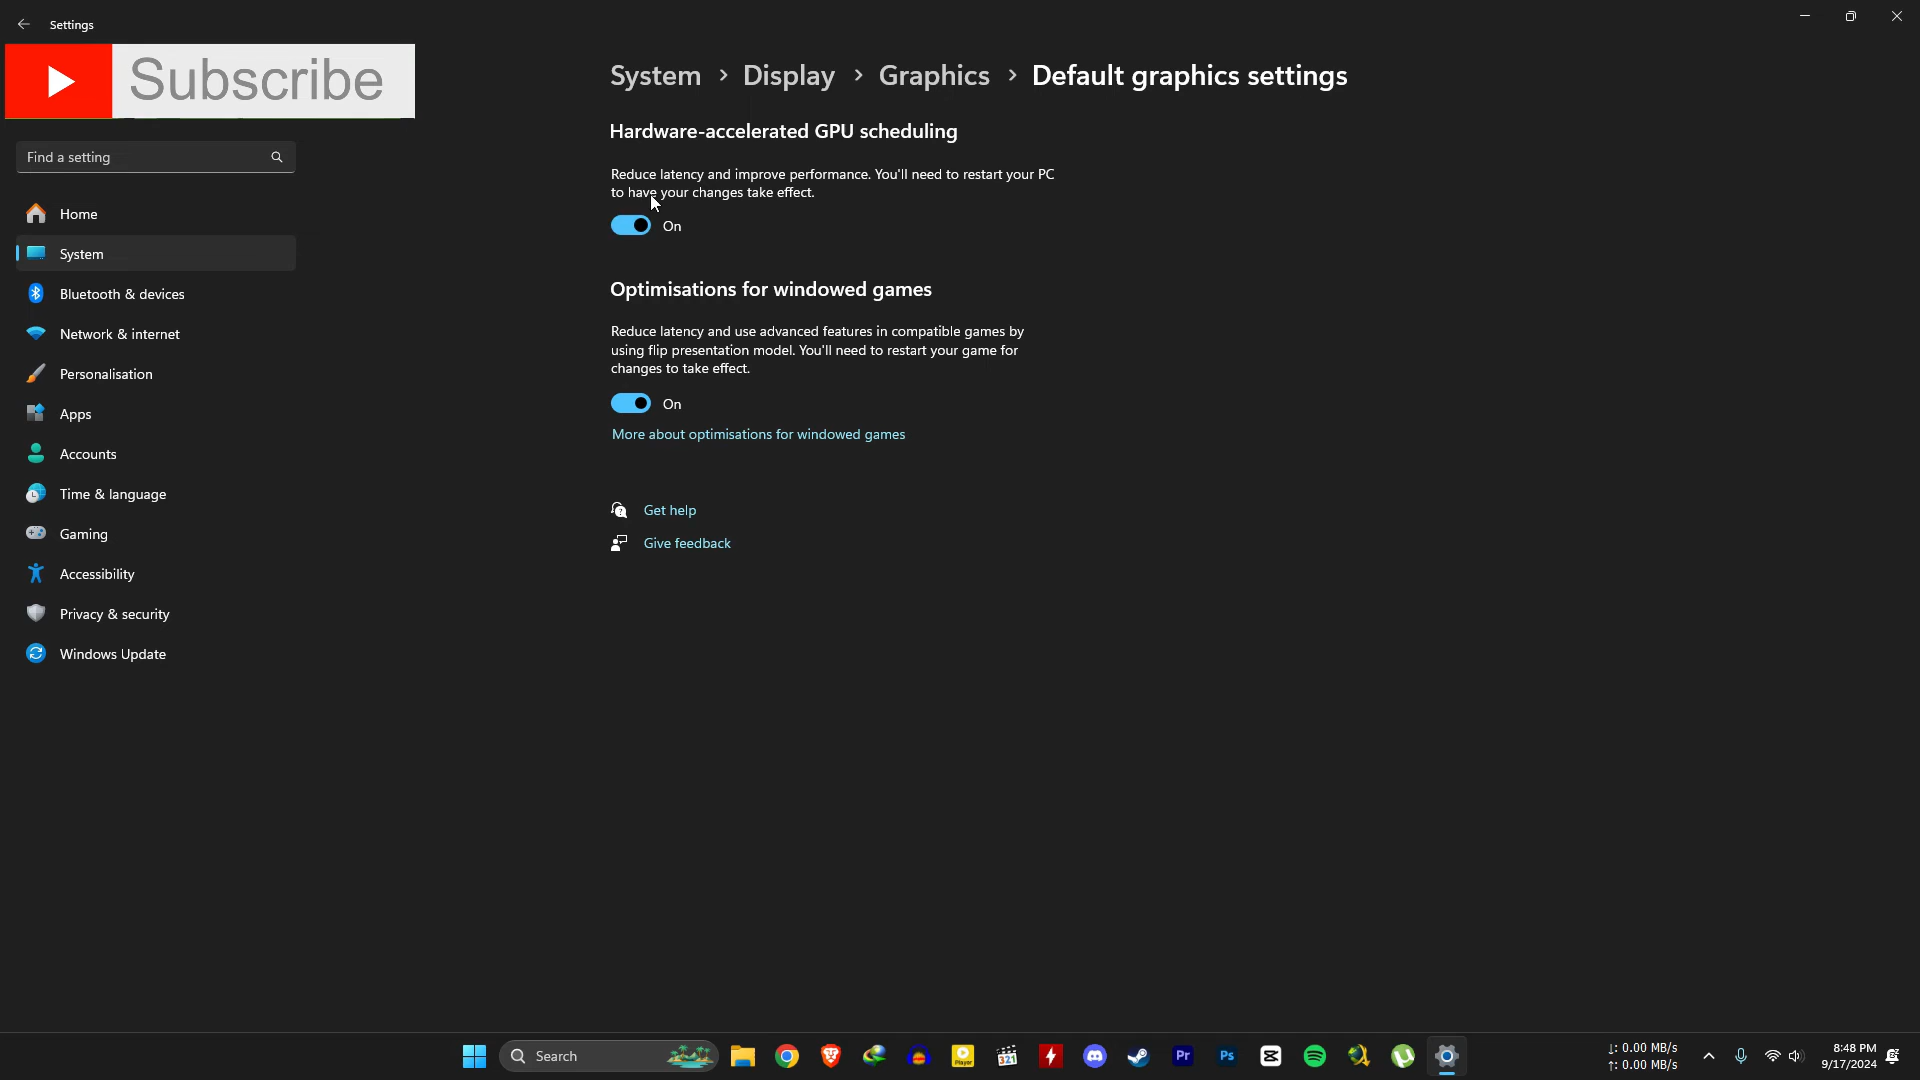 Settings
Subscribe
System > Display > Graphics > Default graphics settings
Hardware-accelerated GPU scheduling
Find a setting
Reduce latency and improve performance. You'll need to restart your PC
to have your changes take effect.
On
Home
System
Bluetooth & devices
Network & internet
Personalisation
Apps
Accounts
Time & language
Gaming
Accessibility
Privacy & security
Windows Update
Optimisations for windowed games
Reduce latency and use advanced features in compatible games by
using flip presentation model. You'll need to restart your game for
changes to take effect.
On
More about optimisations for windowed games
Get help
Give feedback
Search
Player
321
Pr
Ps
↓: 0.00 MB/s
↑: 0.00 MB/s
8:48 PM
9/17/2024